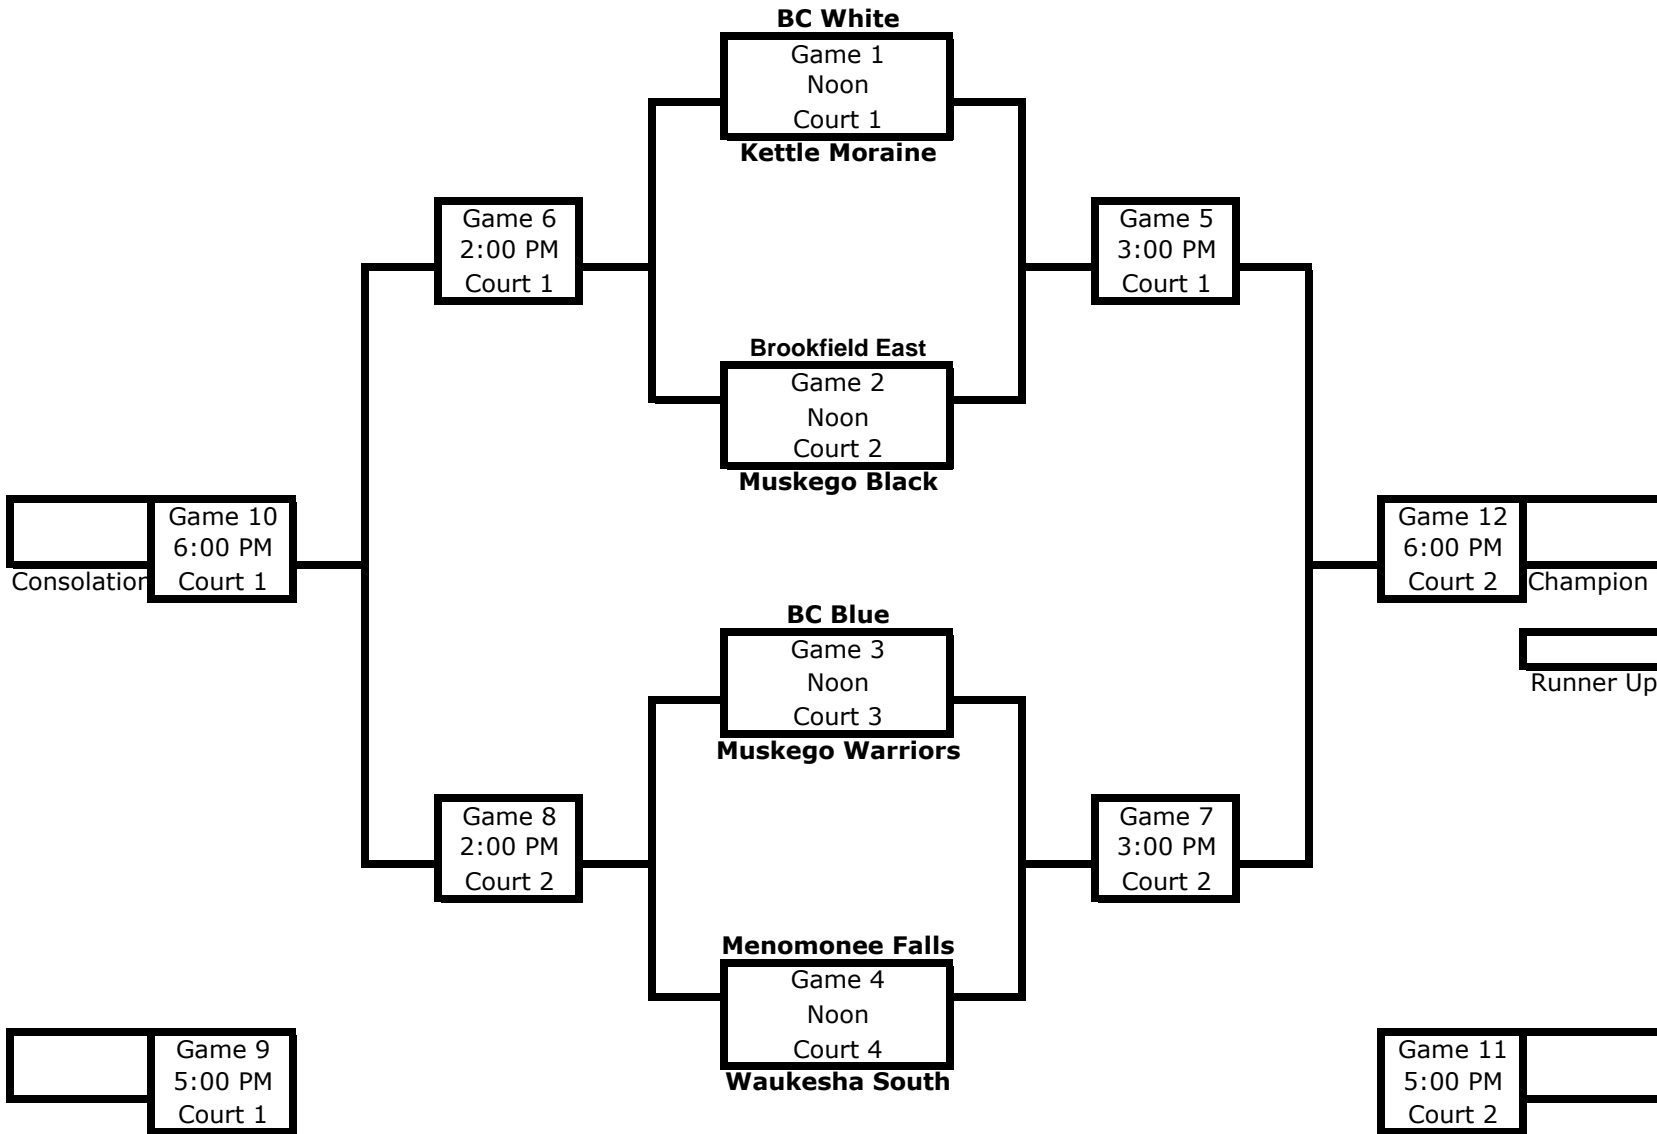 BC White
Game 1
Noon
Court 1
Kettle Moraine
Game 6
2:00 PM
Court 1
Game 5
3:00 PM
Court 1
Brookfield East
Game 2
Noon
Court 2
Muskego Black
Game 10
6:00 PM
Court 1
Consolation
Game 12
6:00 PM
Court 2
Champion
Runner Up
BC Blue
Game 3
Noon
Court 3
Muskego Warriors
Game 8
2:00 PM
Court 2
Game 7
3:00 PM
Court 2
Menomonee Falls
Game 4
Noon
Court 4
Waukesha South
Game 9
5:00 PM
Court 1
Game 11
5:00 PM
Court 2